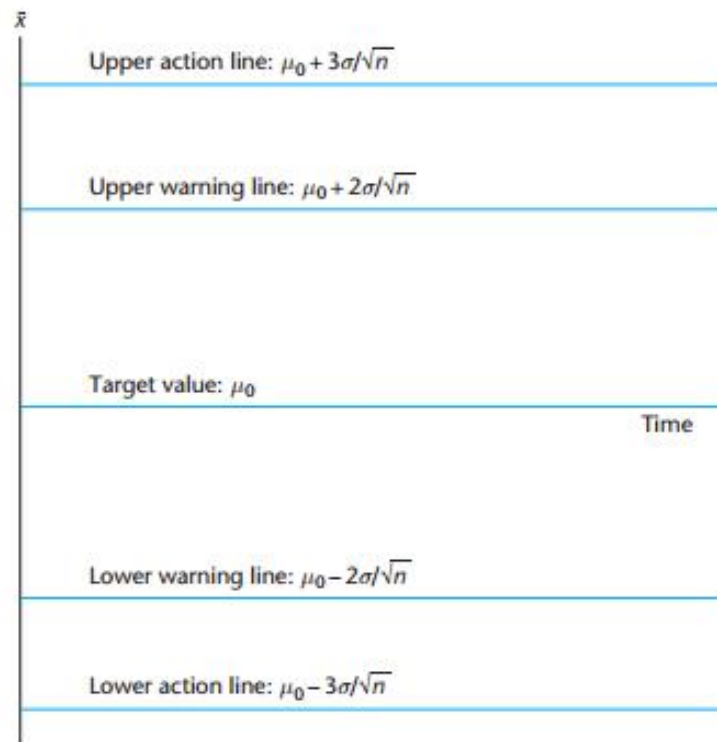 x̄
Upper action line: μ₀ + 3σ/√n
Upper warning line: μ₀ + 2σ/√n
Target value: μ₀
Time
Lower warning line: μ₀ − 2σ/√n
Lower action line: μ₀ − 3σ/√n